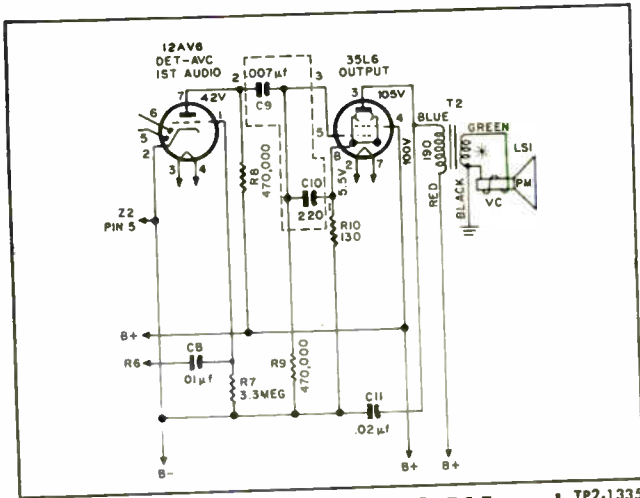 12AV6
DET-AVC
1ST AUDIO
35L6
OUTPUT
7
42V
1
2
.007µf
C9
3
3
105V
4
BLUE
T2
GREEN
LS1
6
5
2
3
4
5
8
2
7
100V
190
RED
BLACK
VC
PM
R8
470,000
C10
220
5.5V
R10
130
Z2
PIN 5
B+
R6
C8
.01µf
R7
3.3MEG
R9
470,000
C11
.02µf
B-
B+
B+
TP2,1335